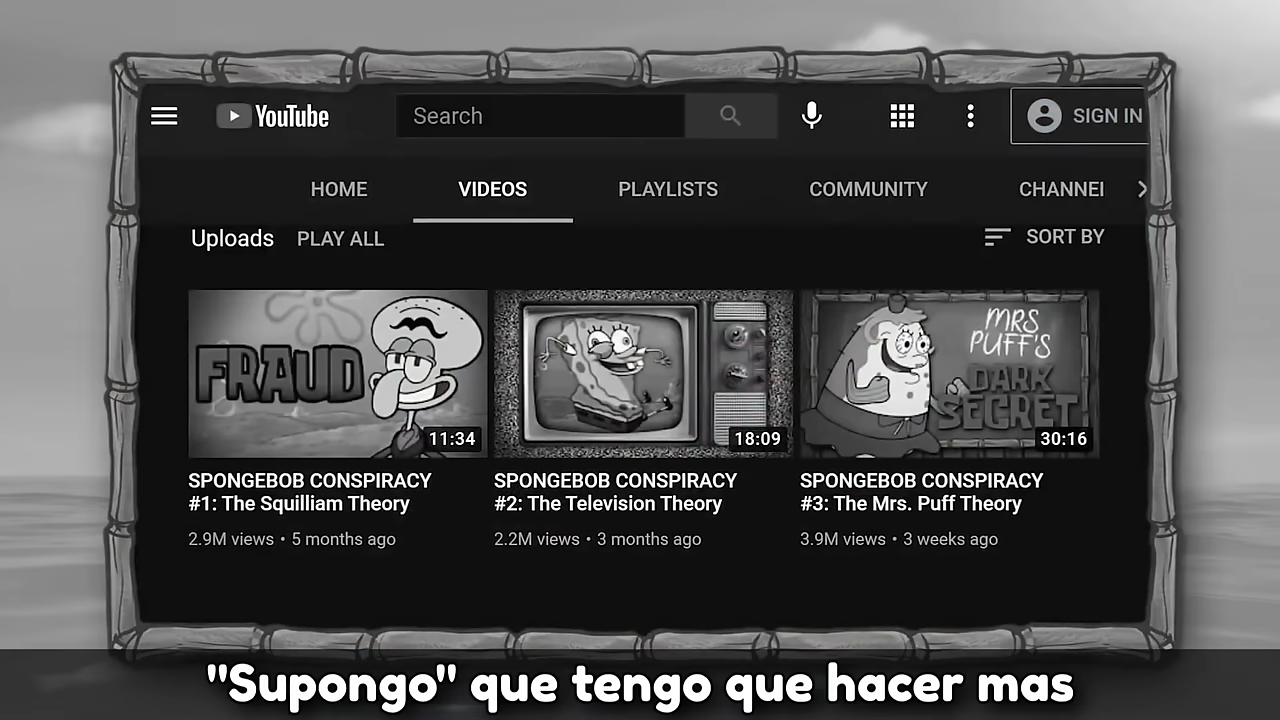 YouTube
Search
SIGN IN
HOME VIDEOS PLAYLISTS COMMUNITY CHANNEl
Uploads PLAY ALL SORT BY
FRAUD
11:34
18:09
MRS
PUFF'S
DARK
SECRET
30:16
SPONGEBOB CONSPIRACY
#1: The Squilliam Theory
2.9M views • 5 months ago
SPONGEBOB CONSPIRACY
#2: The Television Theory
2.2M views • 3 months ago
SPONGEBOB CONSPIRACY
#3: The Mrs. Puff Theory
3.9M views • 3 weeks ago
"Supongo" que tengo que hacer mas